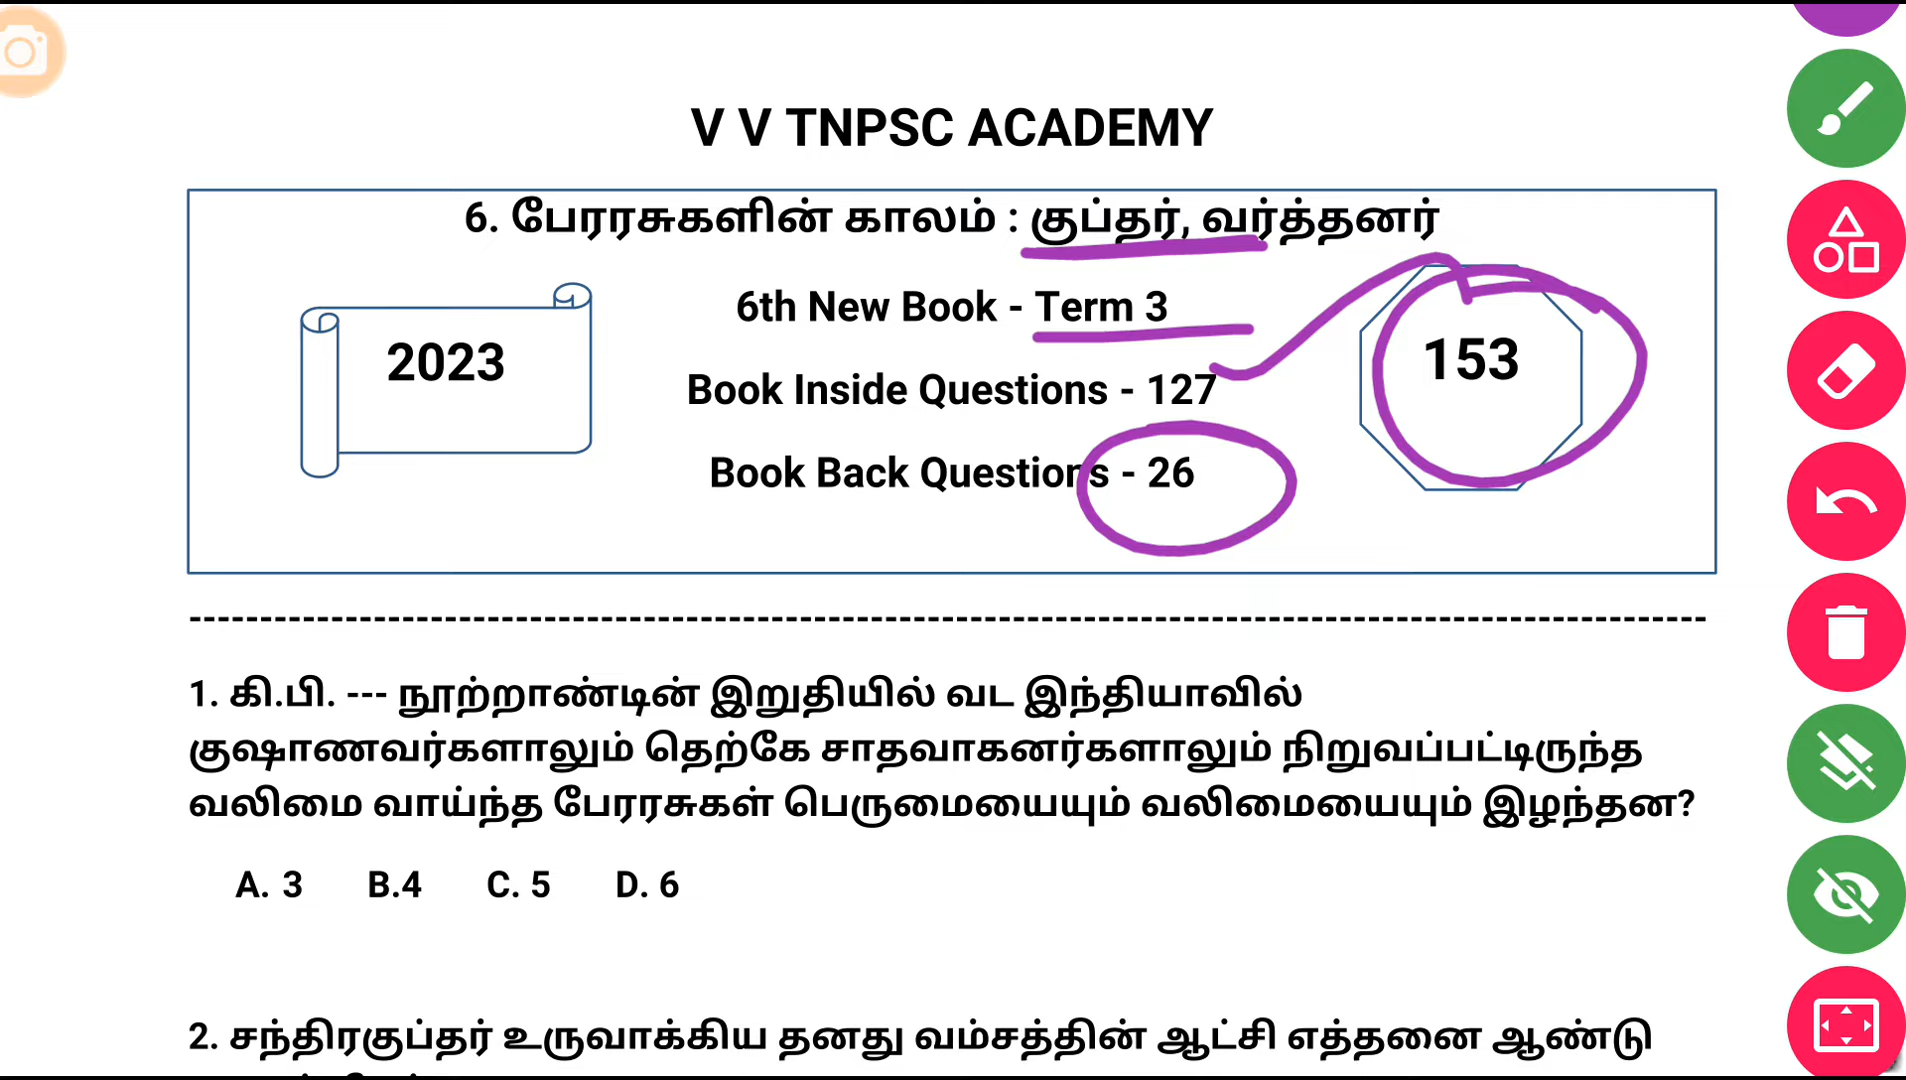 V V TNPSC ACADEMY
6. பேரரசுகளின் காலம் : குப்தர், வர்த்தனர்
6th New Book - Term 3
2023
153
Book Inside Questions - 127
Book Back Questions - 26
1. கி.பி. --- நூற்றாண்டின் இறுதியில் வட இந்தியாவில்
குஷாணவர்களாலும் தெற்கே சாதவாகனர்களாலும் நிறுவப்பட்டிருந்த
வலிமை வாய்ந்த பேரரசுகள் பெருமையையும் வலிமையையும் இழந்தன?
A. 3 B.4 C. 5 D. 6
2. சந்திரகுப்தர் உருவாக்கிய தனது வம்சத்தின் ஆட்சி எத்தனை ஆண்டு